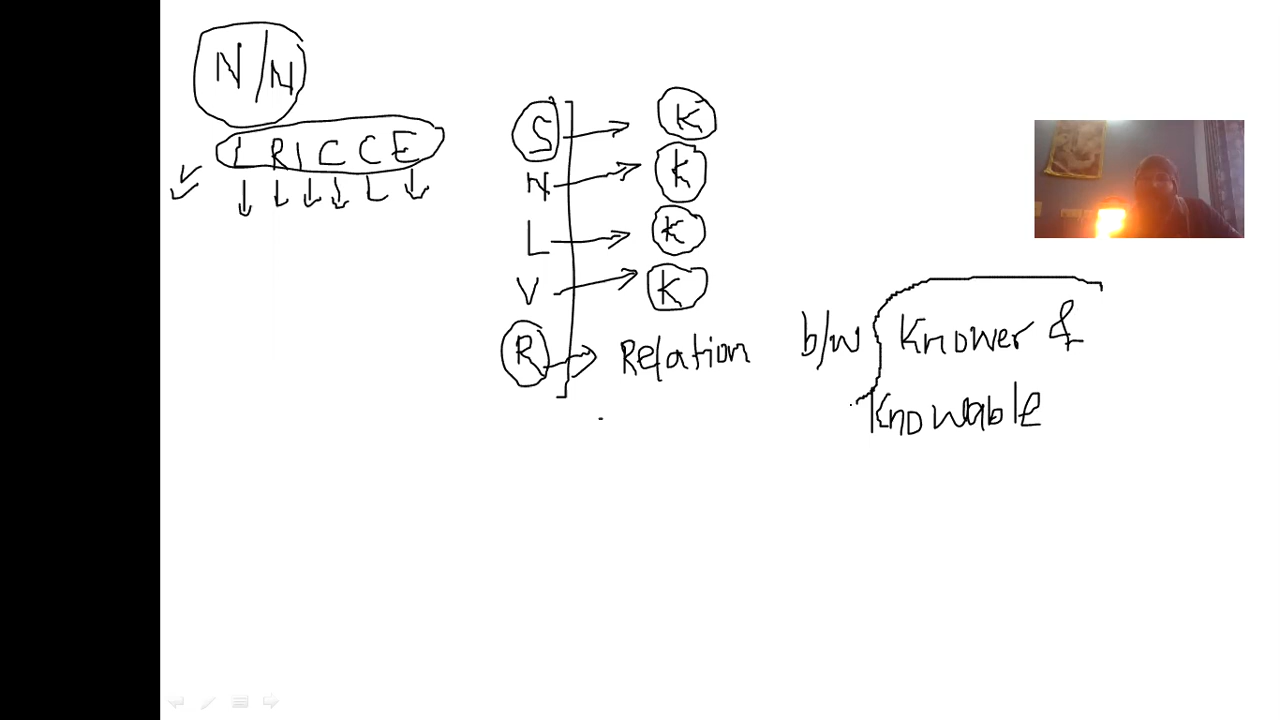 N/N
I R I C C E
S → K
N → K
L → K
V → K
R → Relation b/w Knower &
Knowable